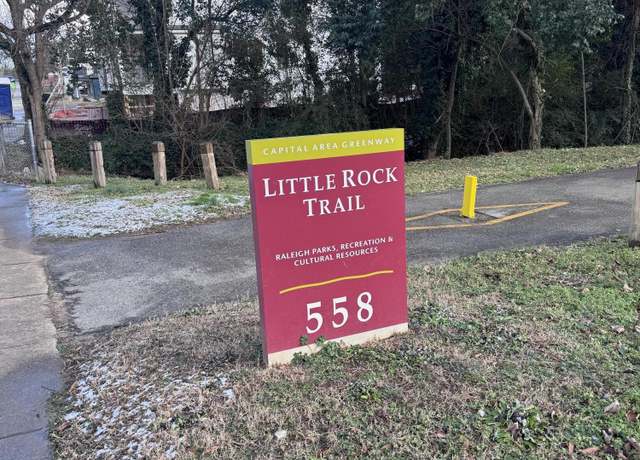 CAPITAL AREA GREENWAY
LITTLE ROCK
TRAIL
RALEIGH PARKS, RECREATION &
CULTURAL RESOURCES
558